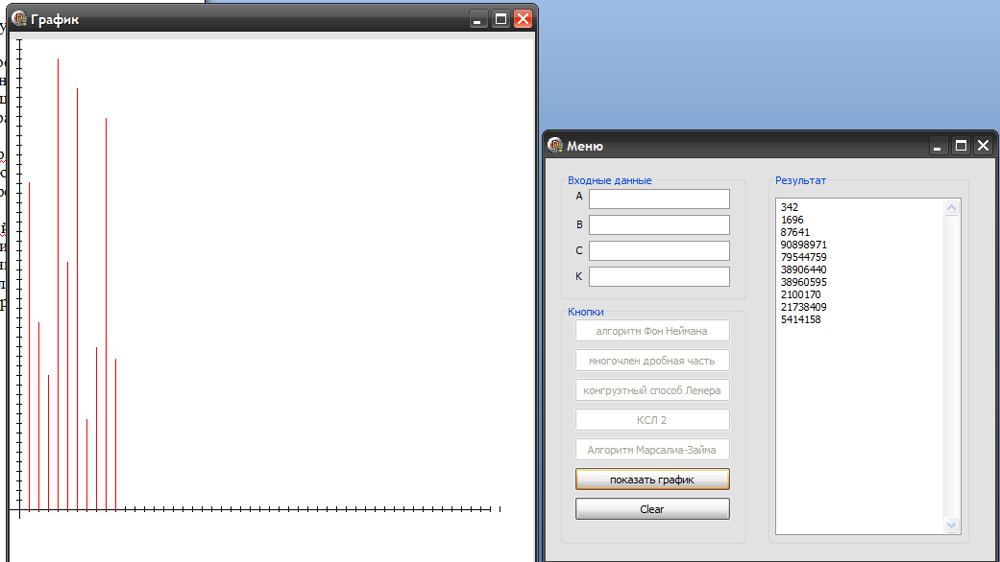 График
Меню
Входные данные
A
B
C
K
Кнопки
алгоритм Фон Неймана
многочлен дробная часть
конгруэтный способ Лемера
КСЛ 2
Алгоритм Марсалиа-Займа
показать график
Clear
Результат
342
1696
87641
90898971
79544759
38906440
38960595
2100170
21738409
5414158